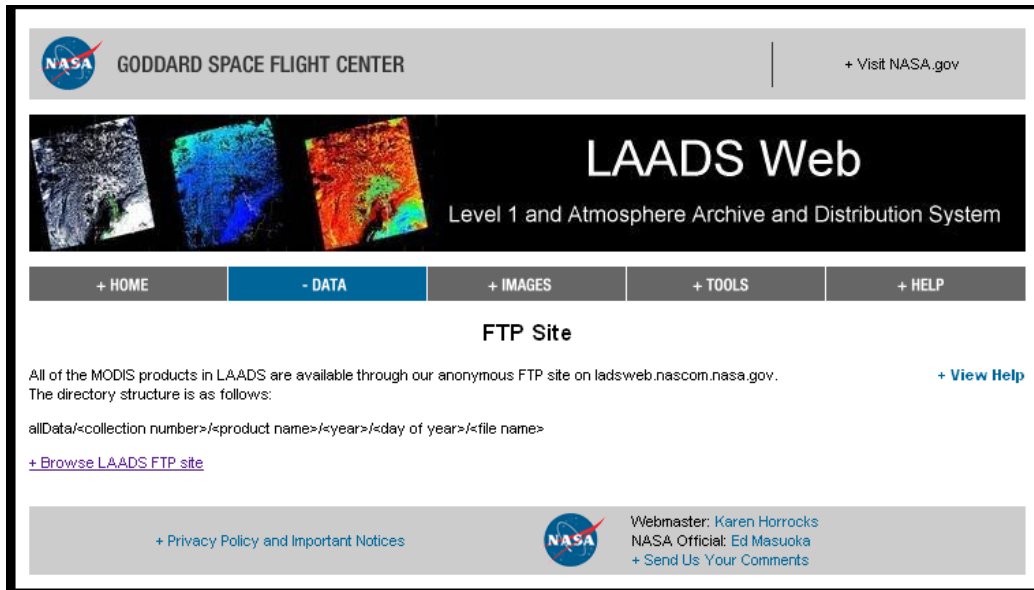 NASA
GODDARD SPACE FLIGHT CENTER
+ Visit NASA.gov
LAADS Web
Level 1 and Atmosphere Archive and Distribution System
+ HOME
- DATA
+ IMAGES
+ TOOLS
+ HELP
FTP Site
All of the MODIS products in LAADS are available through our anonymous FTP site on ladsweb.nascom.nasa.gov.
+ View Help
The directory structure is as follows:
allData/<collection number>/<product name>/<year>/<day of year>/<file name>
+ Browse LAADS FTP site
+ Privacy Policy and Important Notices
NASA
Webmaster: Karen Horrocks
NASA Official: Ed Masuoka
+ Send Us Your Comments